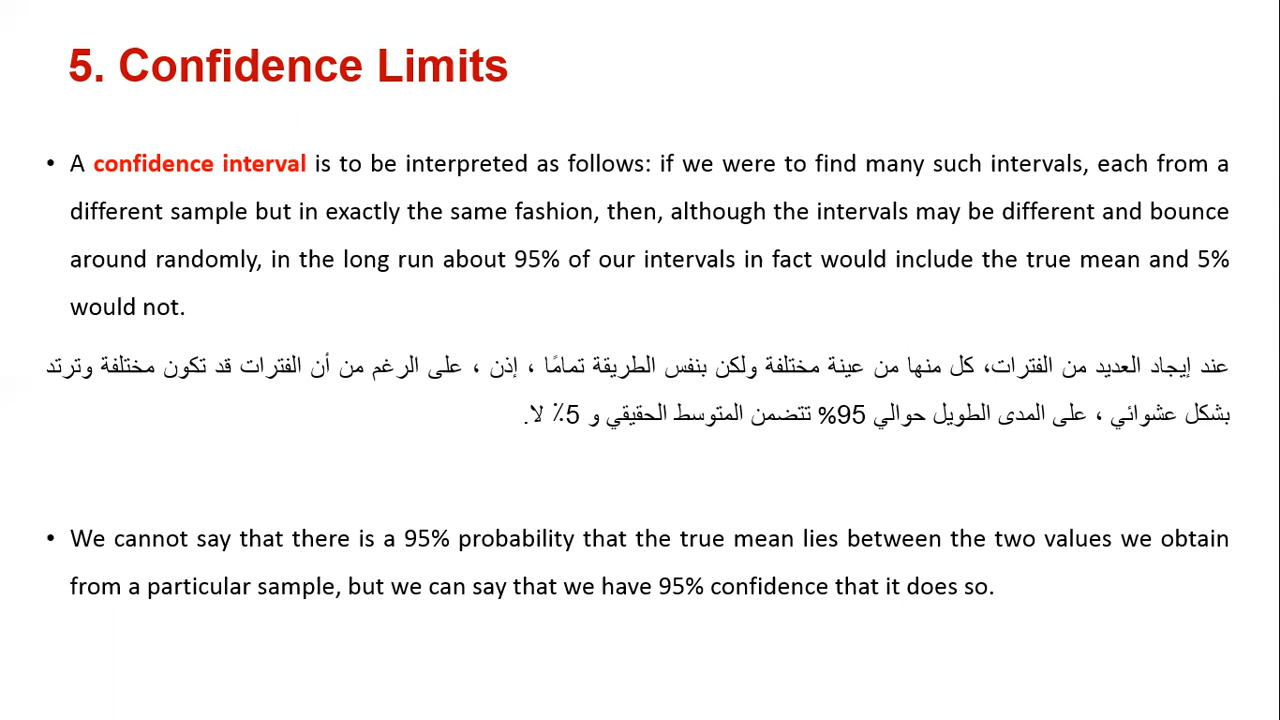 5. Confidence Limits
• A confidence interval is to be interpreted as follows: if we were to find many such intervals, each from a
different sample but in exactly the same fashion, then, although the intervals may be different and bounce
around randomly, in the long run about 95% of our intervals in fact would include the true mean and 5%
would not.
عند إيجاد العديد من الفترات، كل منها من عينة مختلفة ولكن بنفس الطريقة تمامًا ، إذن ، على الرغم من أن الفترات قد تكون مختلفة وترتد
بشكل عشوائي ، على المدى الطويل حوالي 95% تتضمن المتوسط الحقيقي و 5٪ لا.
• We cannot say that there is a 95% probability that the true mean lies between the two values we obtain
from a particular sample, but we can say that we have 95% confidence that it does so.